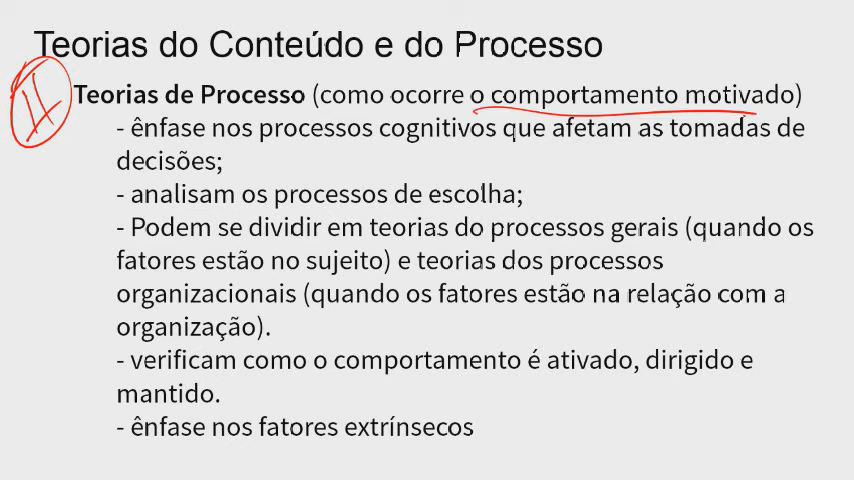 Teorias do Conteúdo e do Processo
Teorias de Processo (como ocorre o comportamento motivado)
- ênfase nos processos cognitivos que afetam as tomadas de
decisões;
- analisam os processos de escolha;
- Podem se dividir em teorias do processos gerais (quando os
fatores estão no sujeito) e teorias dos processos
organizacionais (quando os fatores estão na relação com a
organização).
- verificam como o comportamento é ativado, dirigido e
mantido.
- ênfase nos fatores extrínsecos